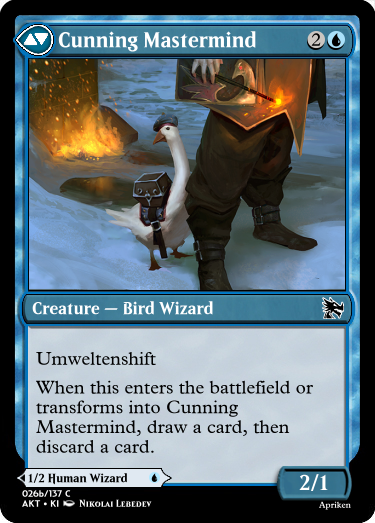 Cunning Mastermind 2
Creature — Bird Wizard
Umweltenshift
When this enters the battlefield or
transforms into Cunning
Mastermind, draw a card, then
discard a card.
1/2 Human Wizard
2/1
026b/137 C
AKT • KI Nikolai Lebedev
Apriken